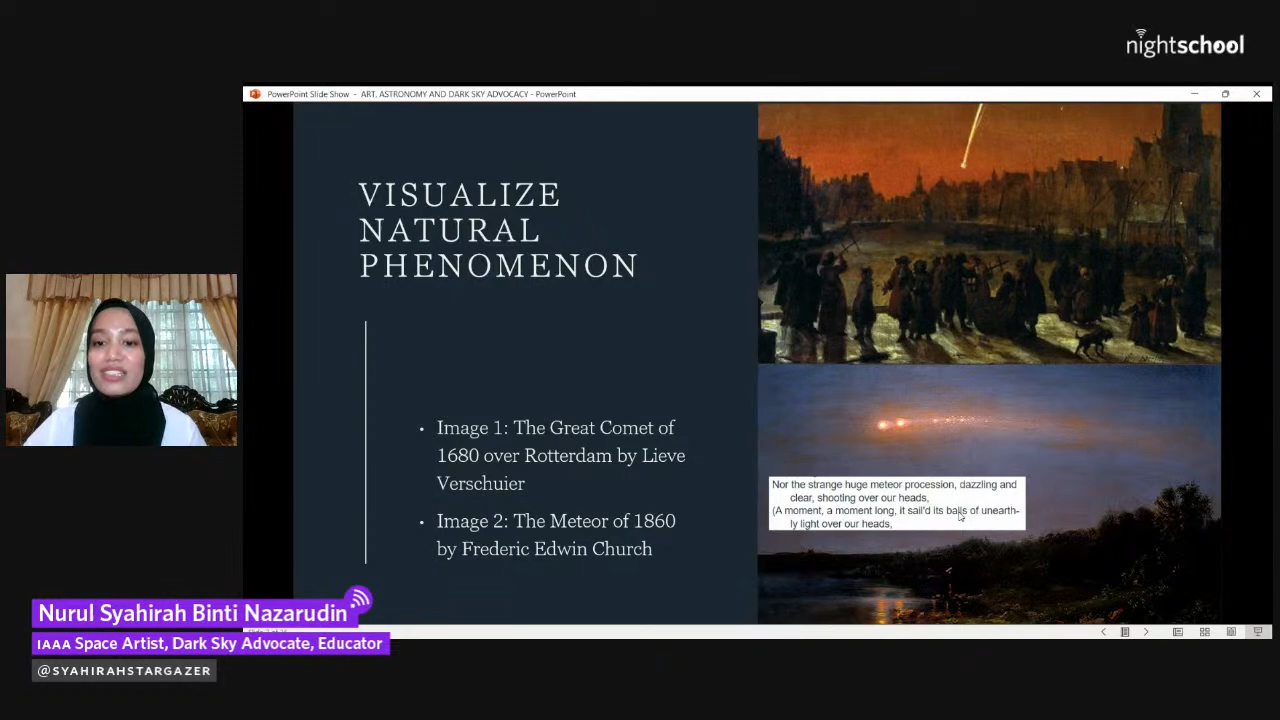 nightschool
PowerPoint Slide Show - ART, ASTRONOMY AND DARK SKY ADVOCACY - PowerPoint
VISUALIZE
NATURAL
PHENOMENON
• Image 1: The Great Comet of
1680 over Rotterdam by Lieve
Verschuier
• Image 2: The Meteor of 1860
by Frederic Edwin Church
Nor the strange huge meteor procession, dazzling and
clear, shooting over our heads,
(A moment, a moment long, it sail'd its balls of unearth-
ly light over our heads,
Nurul Syahirah Binti Nazarudin
IAAA Space Artist, Dark Sky Advocate, Educator
@SYAHIRAHSTARGAZER